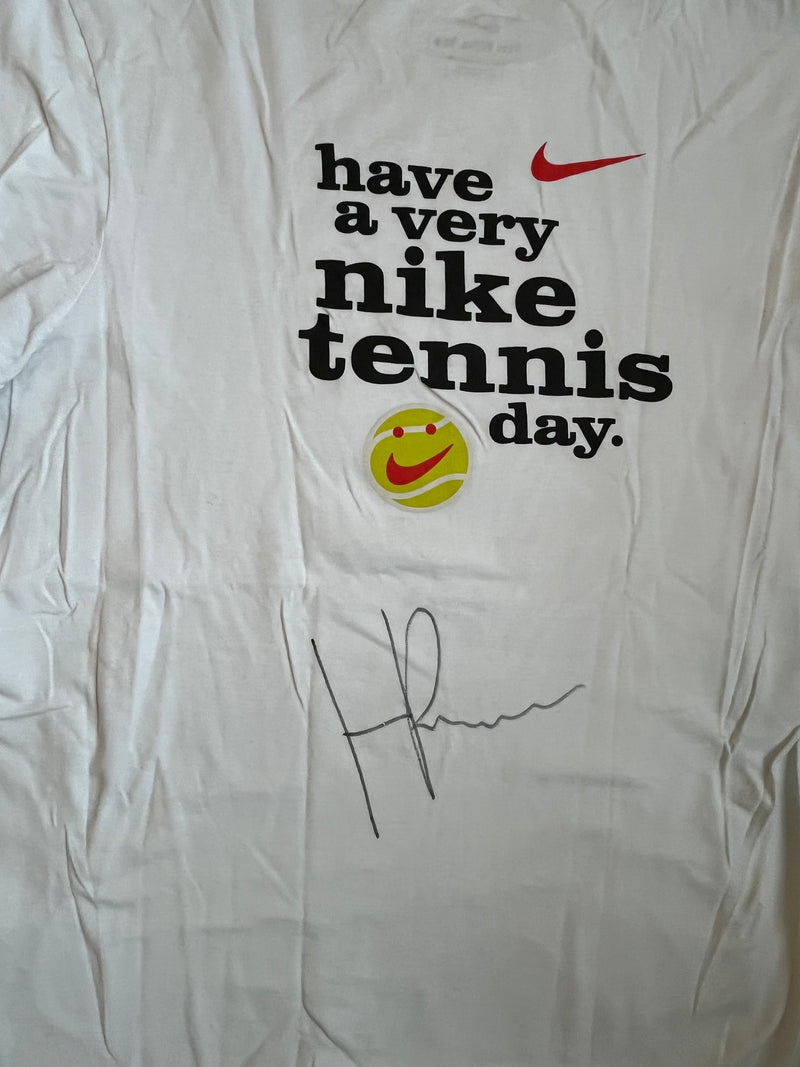 have
a very
nike
tennis
day.